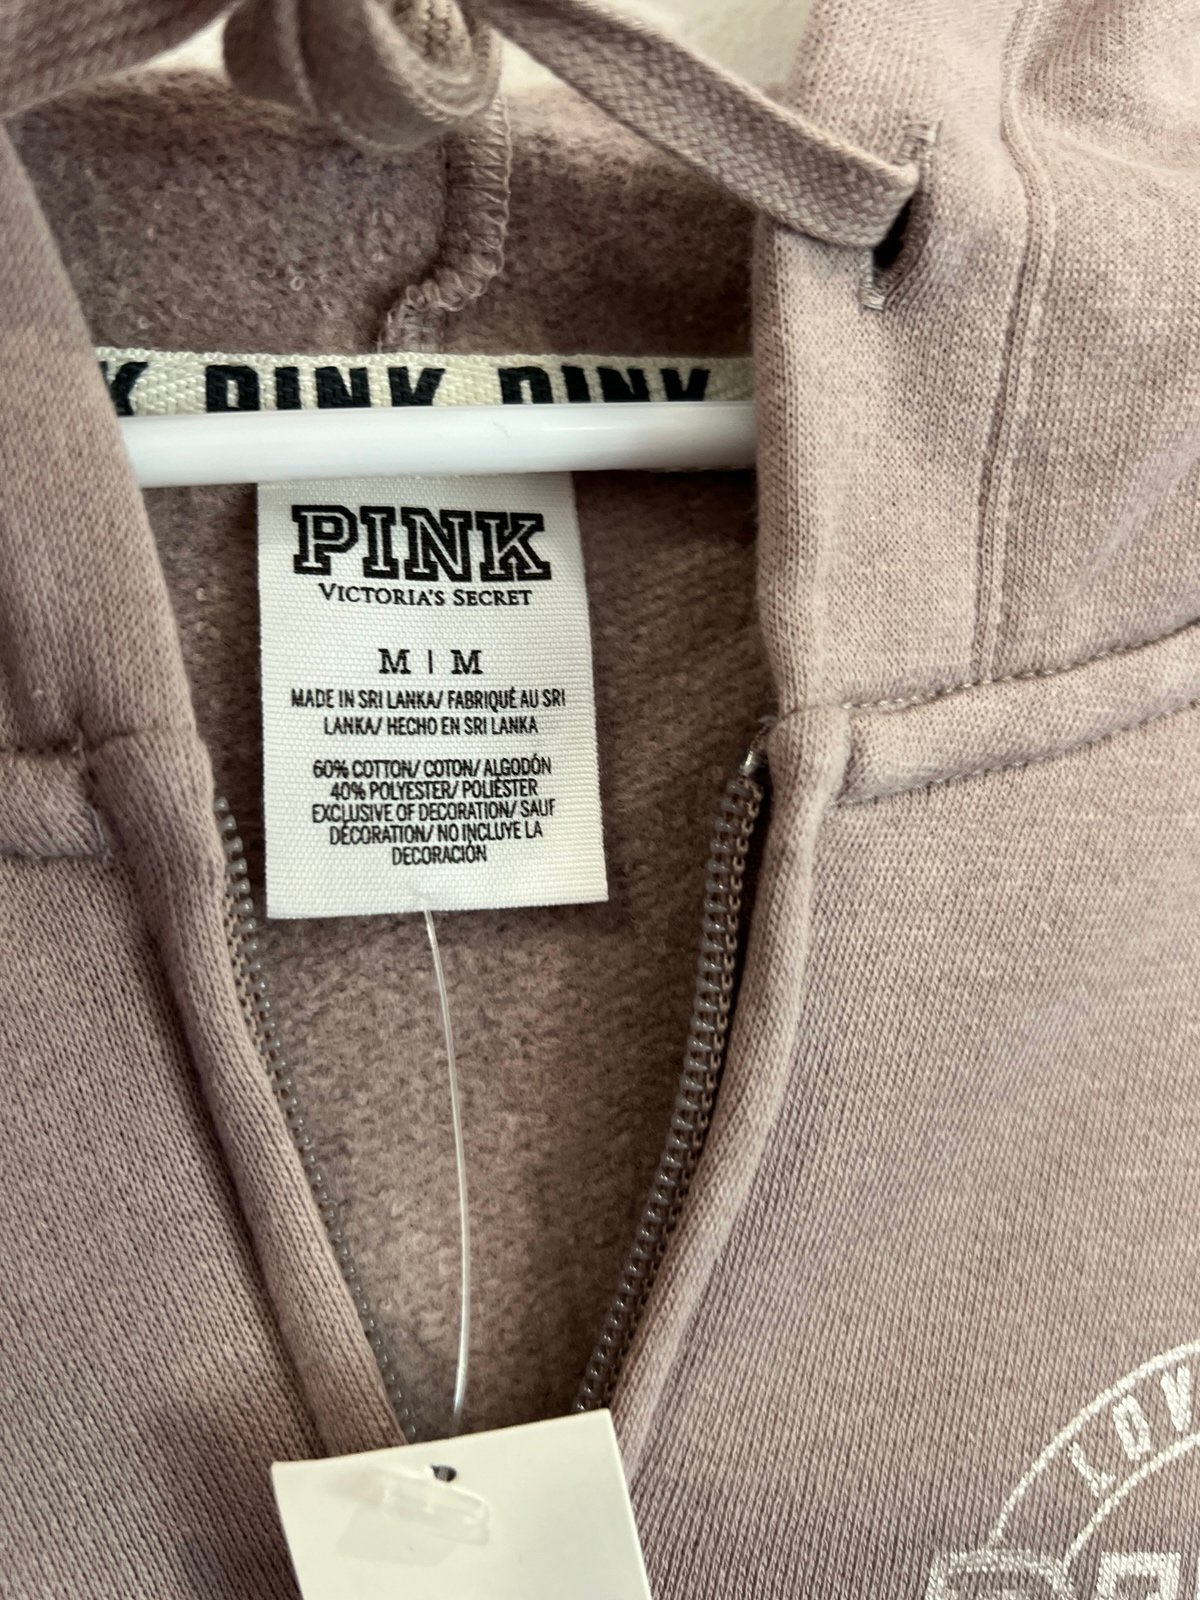 PINK PINK
PINK
VICTORIA'S SECRET
M | M
MADE IN SRI LANKA/ FABRIQUÉ AU SRI
LANKA/ HECHO EN SRI LANKA
60% COTTON/ COTON/ ALGODÓN
40% POLYESTER/ POLIÉSTER
EXCLUSIVE OF DECORATION/ SAUF
DÉCORATION/ NO INCLUYE LA
DECORACIÓN